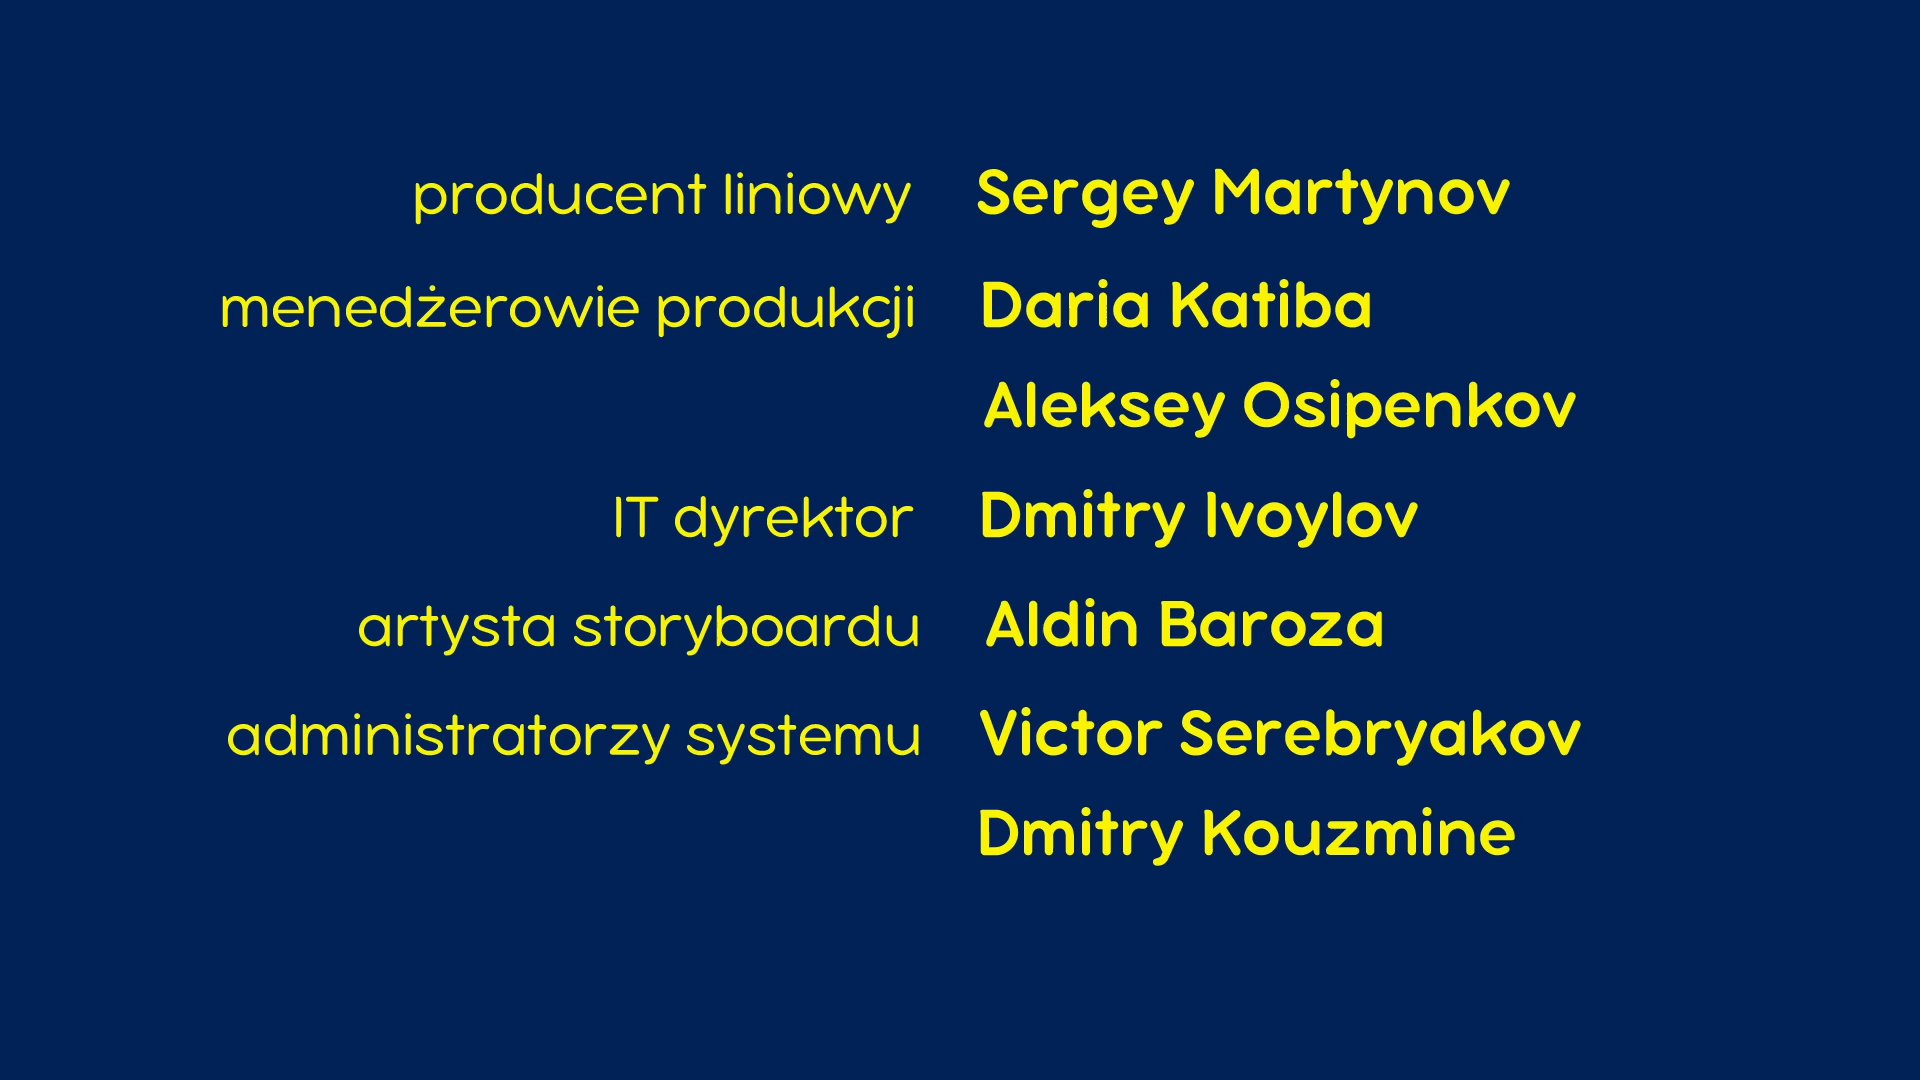 producent liniowy Sergey Martynov
menedżerowie produkcji Daria Katiba
Aleksey Osipenkov
IT dyrektor Dmitry Ivoylov
artysta storyboardu Aldin Baroza
administratorzy systemu Victor Serebryakov
Dmitry Kouzmine